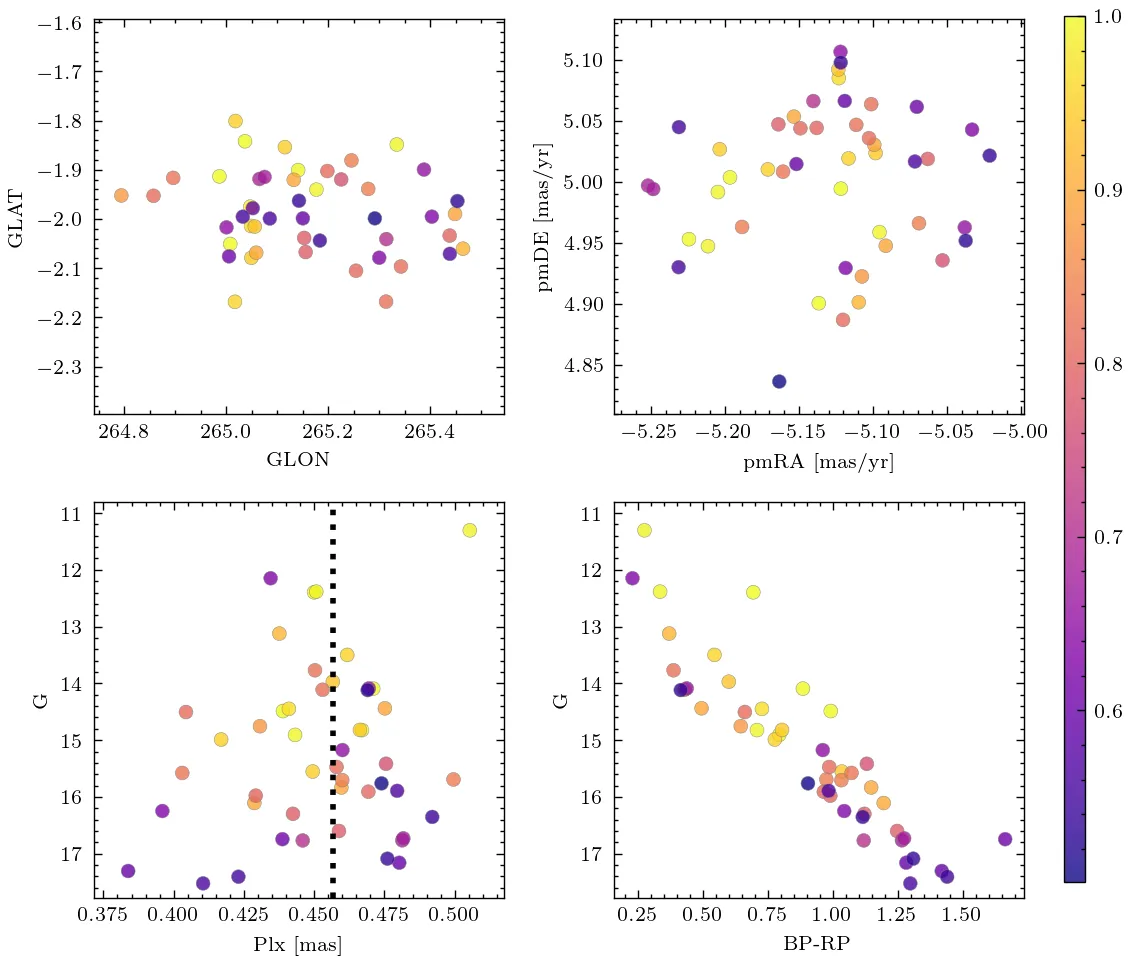 −1.6
−1.7
−1.8
−1.9
−2.0
−2.1
−2.2
−2.3
GLAT
264.8 265.0 265.2 265.4
GLON
5.10
5.05
5.00
4.95
4.90
4.85
pmDE [mas/yr]
−5.25 −5.20 −5.15 −5.10 −5.05 −5.00
pmRA [mas/yr]
11
12
13
14
15
16
17
G
0.375 0.400 0.425 0.450 0.475 0.500
Plx [mas]
11
12
13
14
15
16
17
G
0.25 0.50 0.75 1.00 1.25 1.50
BP-RP
1.0
0.9
0.8
0.7
0.6